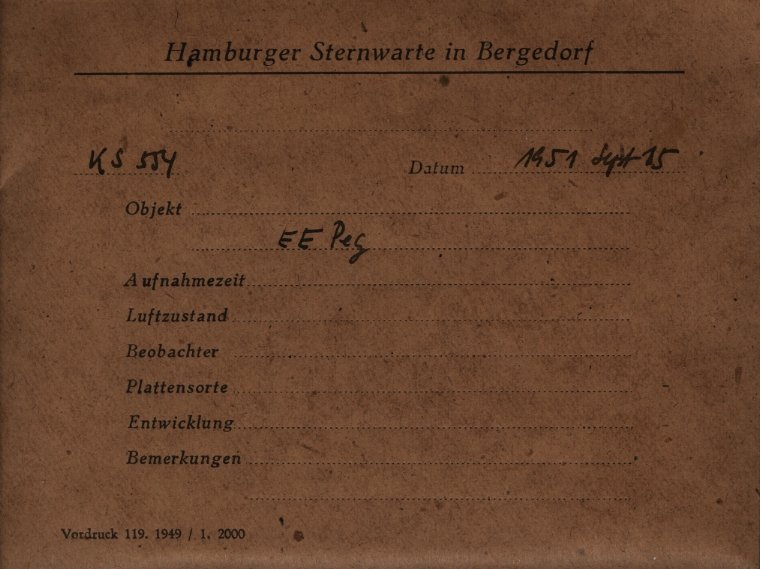 Hamburger Sternwarte in Bergedorf
KS 554 Datum 1951 Sept 15
Objekt
EE Peg
Aufnahmezeit
Luftzustand
Beobachter
Plattensorte
Entwicklung
Bemerkungen
Vordruck 119. 1949 / 1. 2000